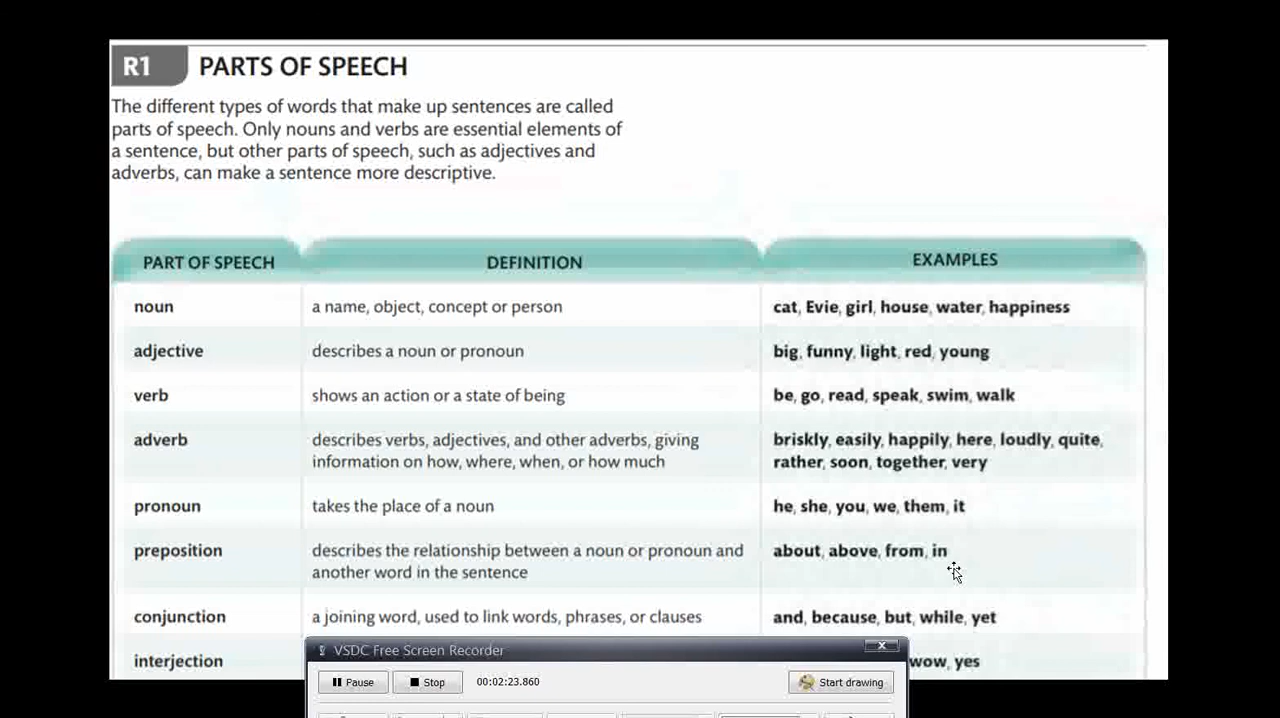 R1 PARTS OF SPEECH
The different types of words that make up sentences are called
parts of speech. Only nouns and verbs are essential elements of
a sentence, but other parts of speech, such as adjectives and
adverbs, can make a sentence more descriptive.
PART OF SPEECH DEFINITION EXAMPLES
noun a name, object, concept or person cat, Evie, girl, house, water, happiness
adjective describes a noun or pronoun big, funny, light, red, young
verb shows an action or a state of being be, go, read, speak, swim, walk
adverb describes verbs, adjectives, and other adverbs, giving briskly, easily, happily, here, loudly, quite,
information on how, where, when, or how much rather, soon, together, very
pronoun takes the place of a noun he, she, you, we, them, it
preposition describes the relationship between a noun or pronoun and about, above, from, in
another word in the sentence
conjunction a joining word, used to link words, phrases, or clauses and, because, but, while, yet
interjection wow, yes
VSDC Free Screen Recorder
Pause Stop 00:02:23.860 Start drawing